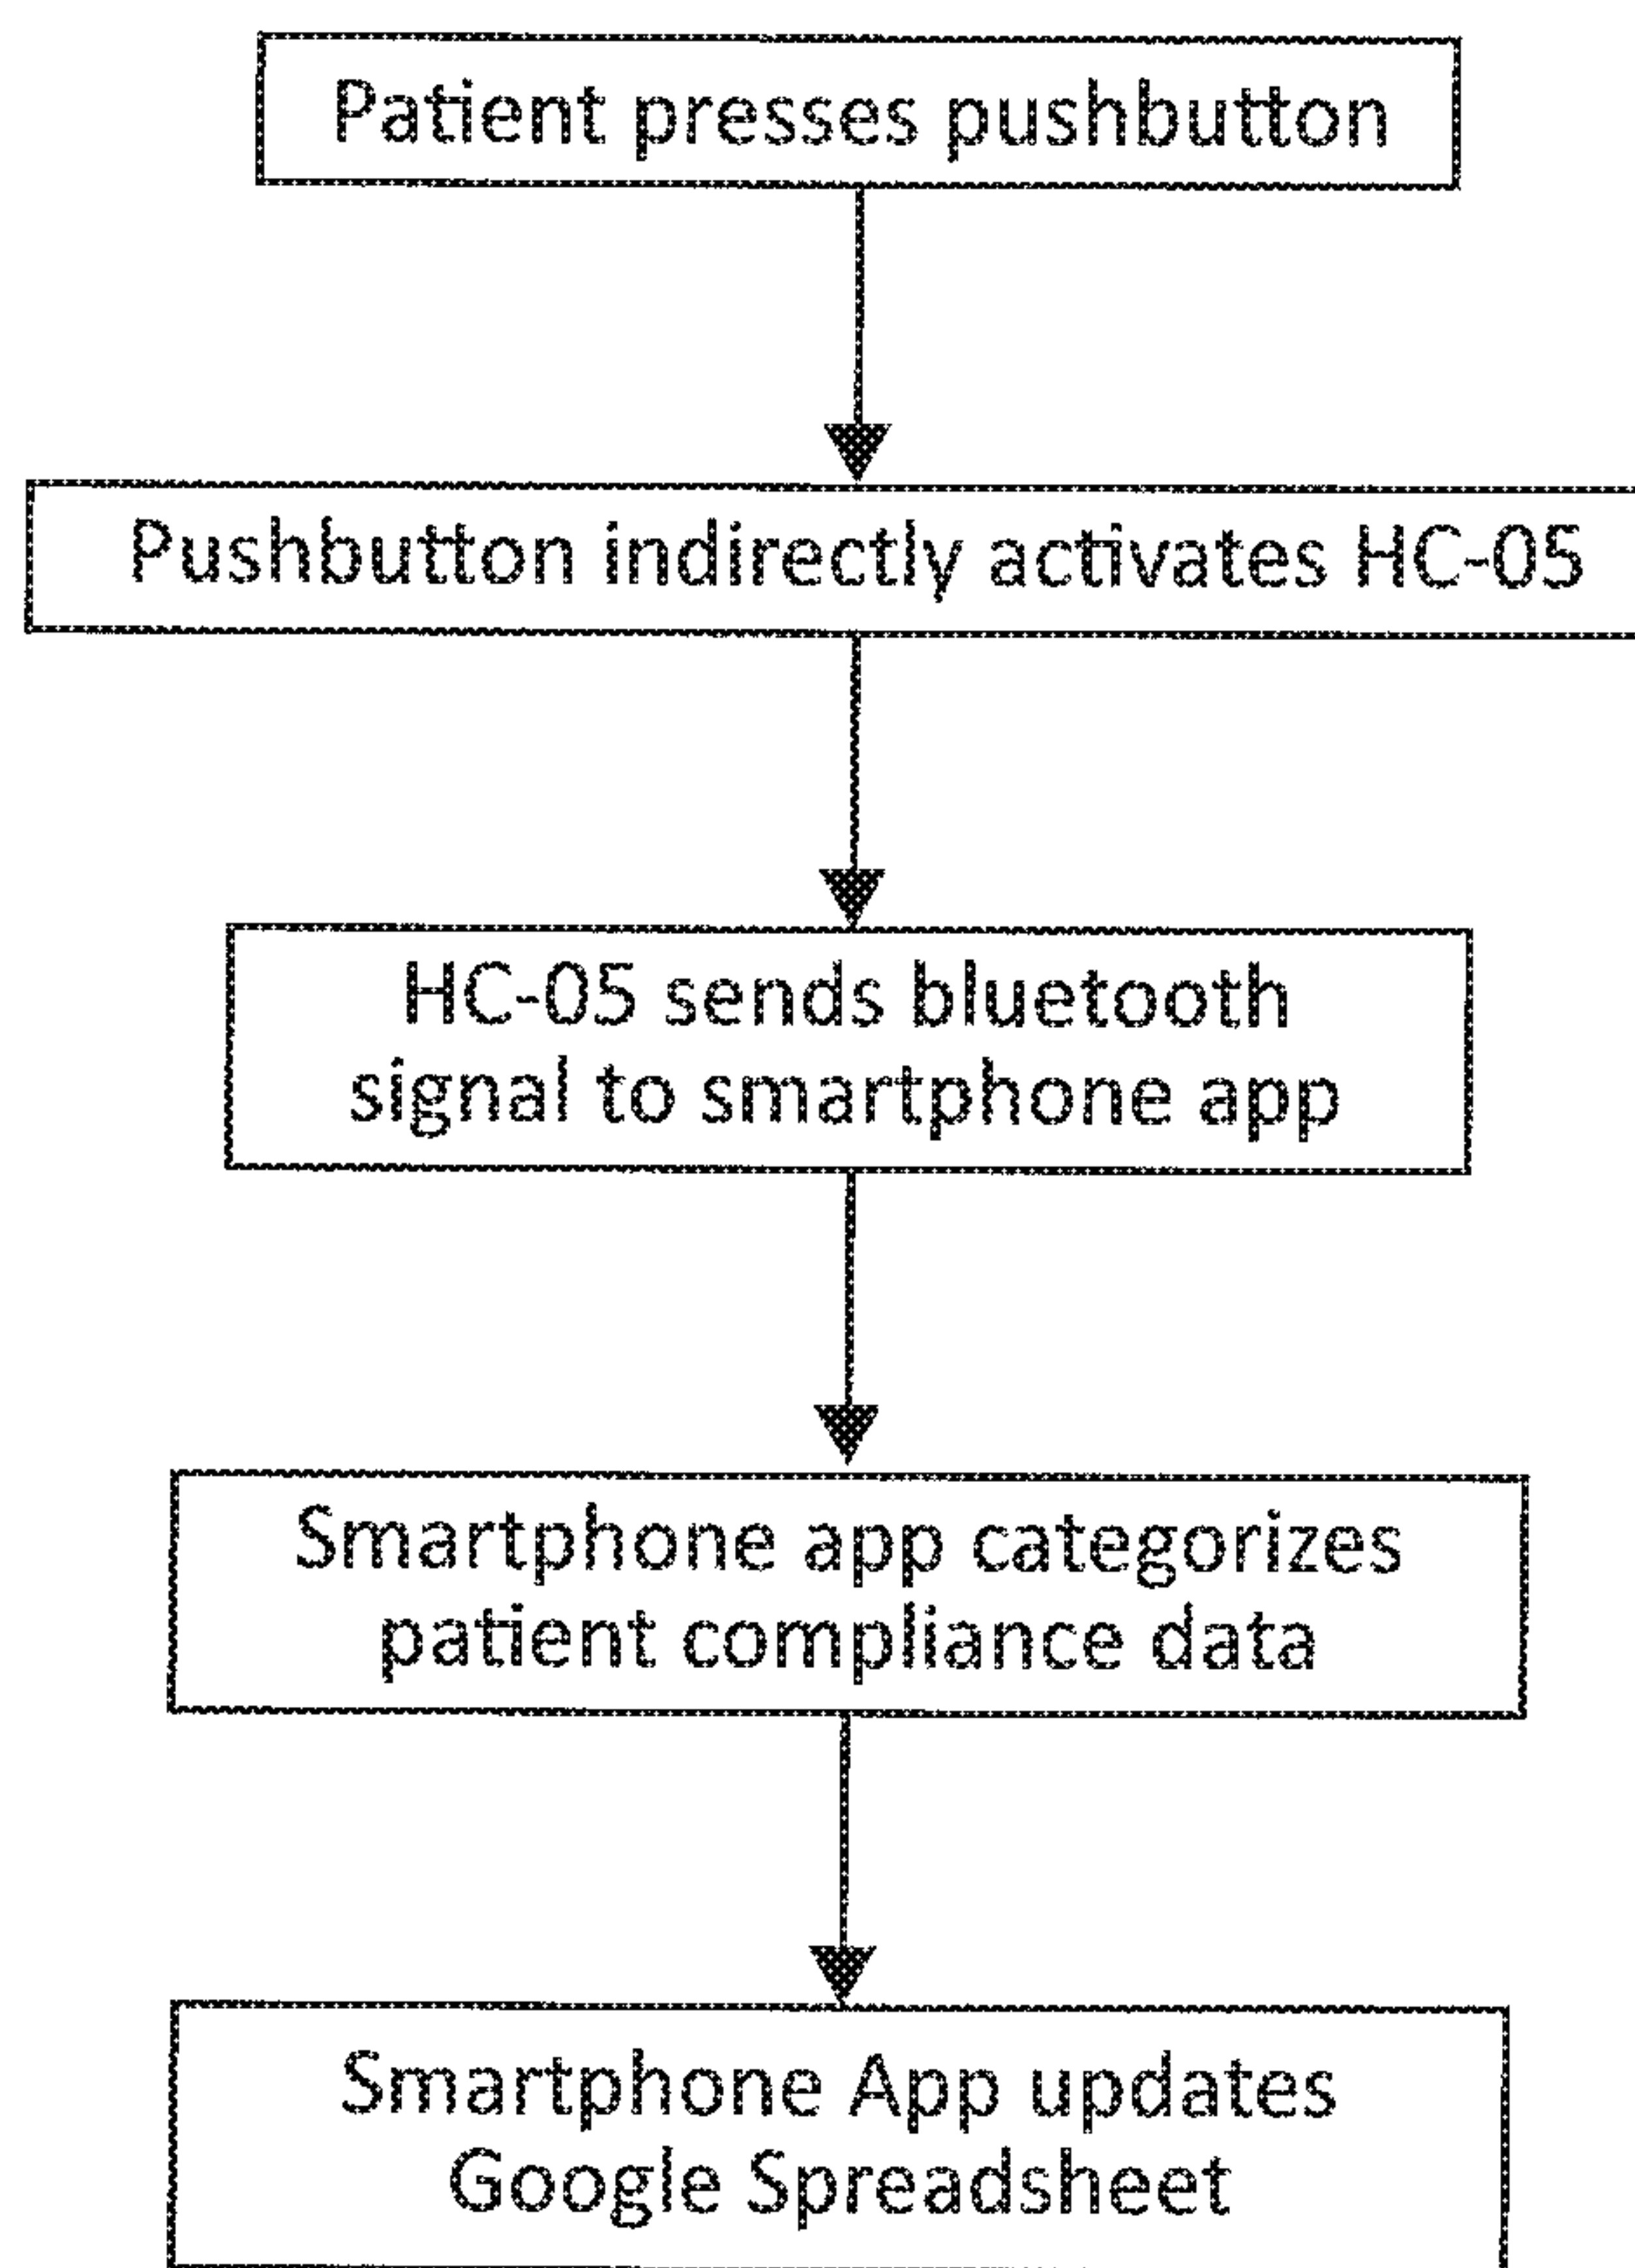 Patient presses pushbutton
Pushbutton indirectly activates HC-05
HC-05 sends bluetooth
signal to smartphone app
Smartphone app categorizes
patient compliance data
Smartphone App updates
Google Spreadsheet